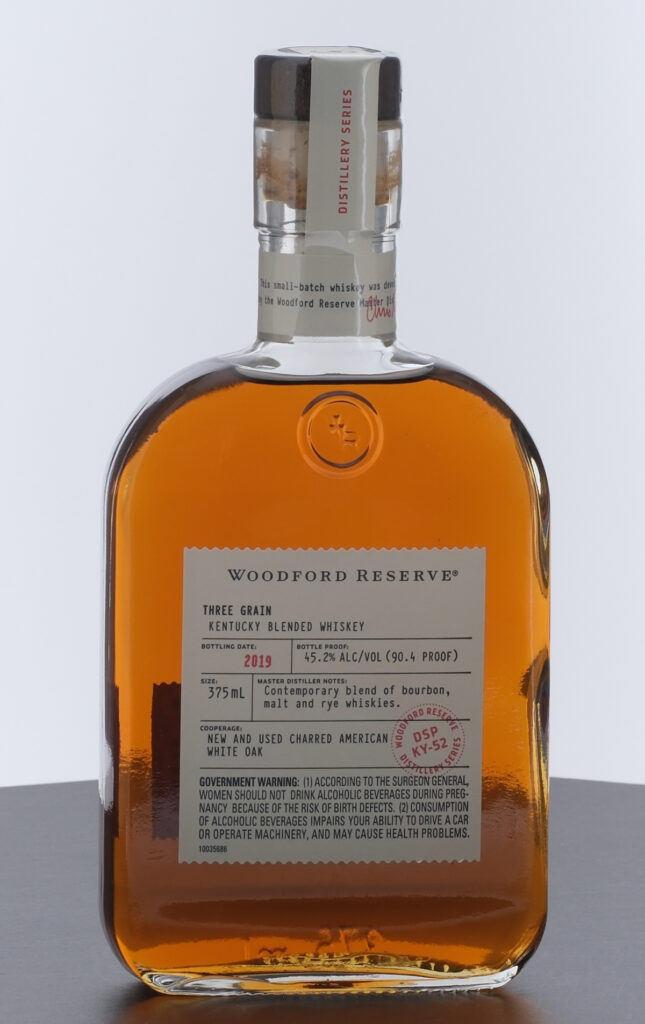 DISTILLERY SERIES
This small-batch whiskey was
by the Woodford Reserve Master
WOODFORD RESERVE®
THREE GRAIN
KENTUCKY BLENDED WHISKEY
BOTTLING DATE:
2019
BOTTLE PROOF:
45.2% ALC/VOL (90.4 PROOF)
SIZE:
375mL
MASTER DISTILLER NOTES:
Contemporary blend of bourbon,
malt and rye whiskies.
COOPERAGE:
NEW AND USED CHARRED AMERICAN
WHITE OAK
WOODFORD RESERVE
DSP
KY-52
DISTILLERY SERIES
GOVERNMENT WARNING: (1) ACCORDING TO THE SURGEON GENERAL,
WOMEN SHOULD NOT DRINK ALCOHOLIC BEVERAGES DURING PREG-
NANCY BECAUSE OF THE RISK OF BIRTH DEFECTS. (2) CONSUMPTION
OF ALCOHOLIC BEVERAGES IMPAIRS YOUR ABILITY TO DRIVE A CAR
OR OPERATE MACHINERY, AND MAY CAUSE HEALTH PROBLEMS.
10035686